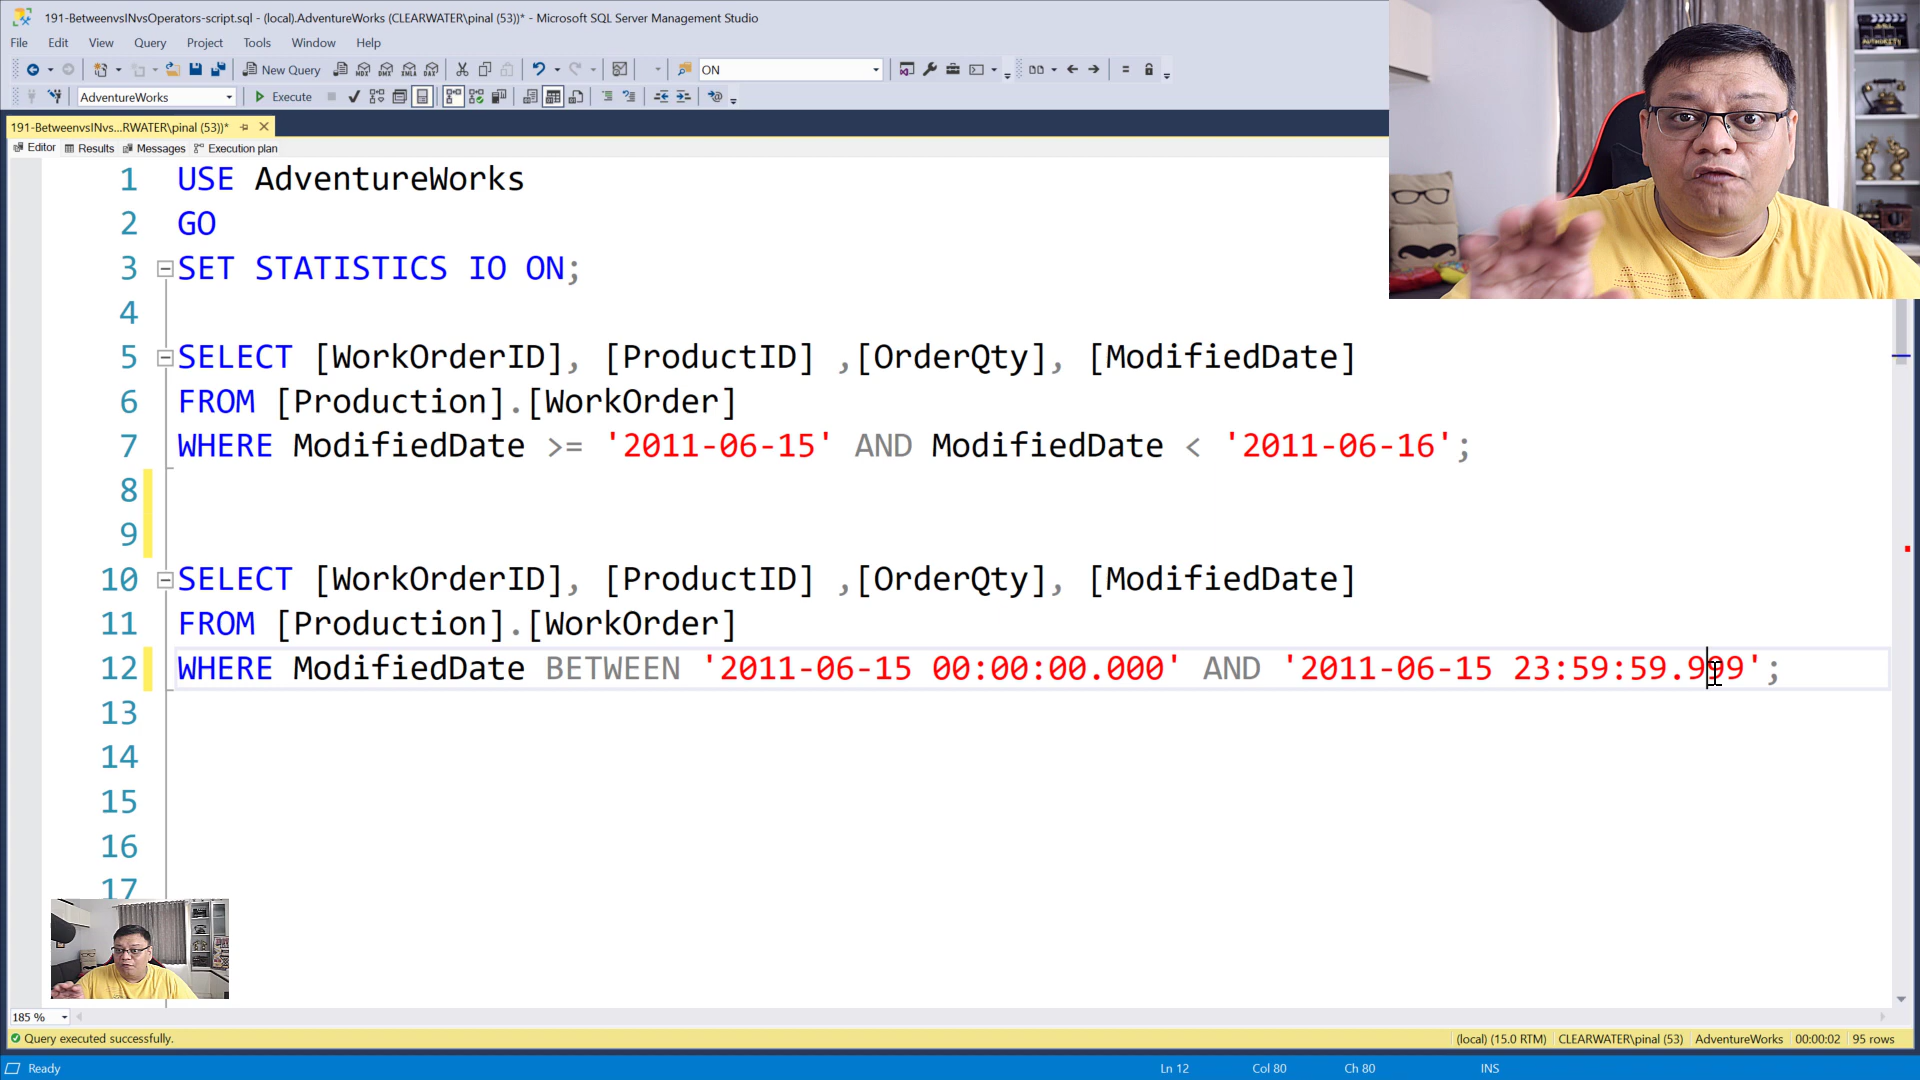 191-BetweenvsINvsOperators-script.sql - (local).AdventureWorks (CLEARWATER\pinal (53))* - Microsoft SQL Server Management Studio
File Edit View Query Project Tools Window Help
New Query MDX DMX XMLA DAX ON
AdventureWorks Execute
191-BetweenvsINvs...RWATER\pinal (53))*
Editor Results Messages Execution plan
1 USE AdventureWorks
2 GO
3 SET STATISTICS IO ON;
4
5 SELECT [WorkOrderID], [ProductID] ,[OrderQty], [ModifiedDate]
6 FROM [Production].[WorkOrder]
7 WHERE ModifiedDate >= '2011-06-15' AND ModifiedDate < '2011-06-16';
8
9
10 SELECT [WorkOrderID], [ProductID] ,[OrderQty], [ModifiedDate]
11 FROM [Production].[WorkOrder]
12 WHERE ModifiedDate BETWEEN '2011-06-15 00:00:00.000' AND '2011-06-15 23:59:59.999';
13
14
15
16
17
185 %
Query executed successfully. (local) (15.0 RTM) CLEARWATER\pinal (53) AdventureWorks 00:00:02 95 rows
Ready Ln 12 Col 80 Ch 80 INS